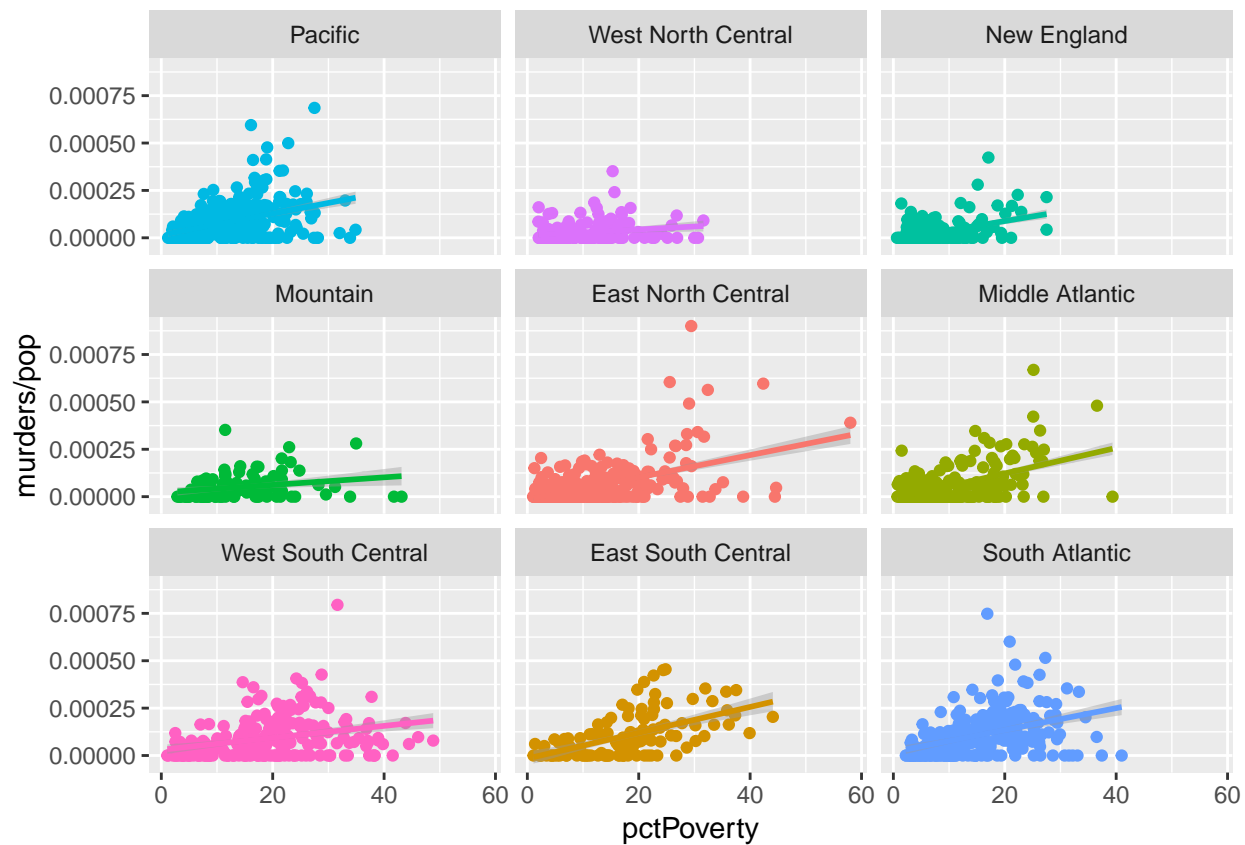 Pacific
West North Central
New England
0.00075
0.00050
0.00025
0.00000
Mountain
East North Central
Middle Atlantic
murders/pop
0.00075
0.00050
0.00025
0.00000
West South Central
East South Central
South Atlantic
0.00075
0.00050
0.00025
0.00000
0 20 40 60 0 20 40 60 0 20 40 60
pctPoverty